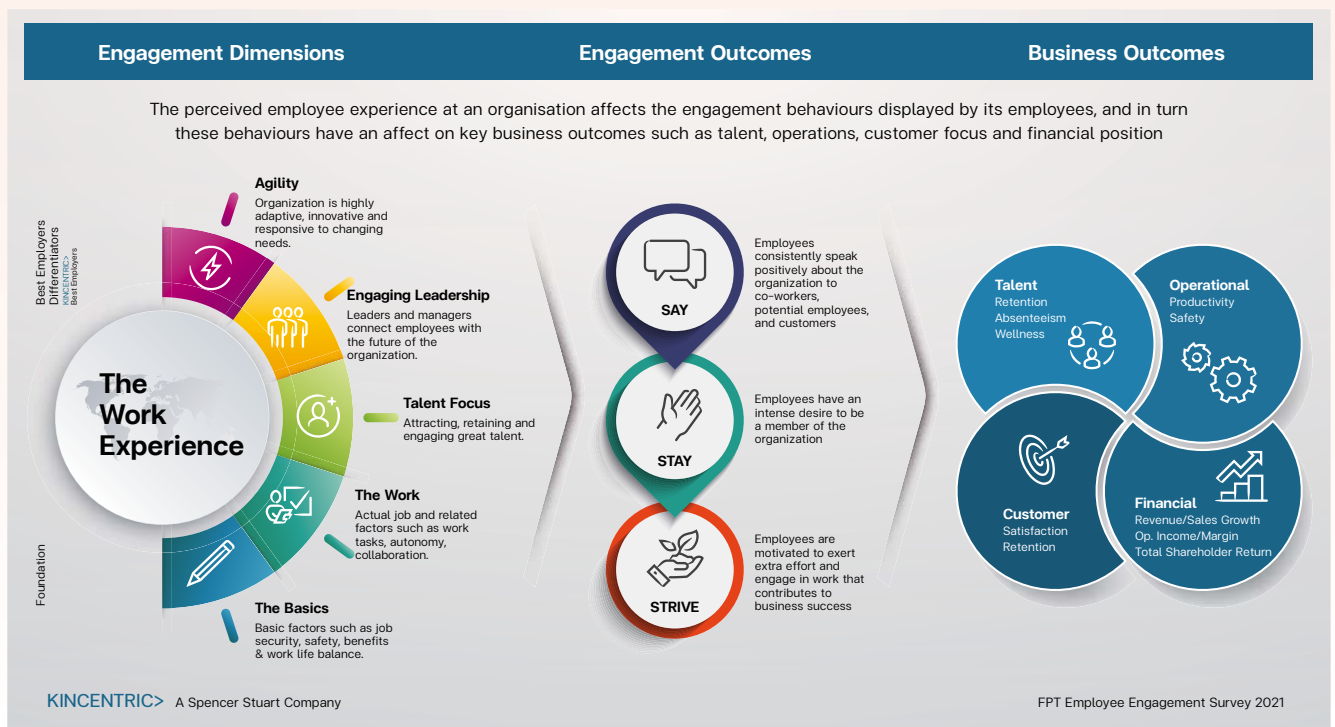 Engagement Dimensions
Engagement Outcomes
Business Outcomes
The perceived employee experience at an organisation affects the engagement behaviours displayed by its employees, and in turn
these behaviours have an affect on key business outcomes such as talent, operations, customer focus and financial position
Best Employers
Differentiators
KINCENTRIC>
Best Employers
Foundation
The
Work
Experience
Agility
Organization is highly
adaptive, innovative and
responsive to changing
needs.
Engaging Leadership
Leaders and managers
connect employees with
the future of the
organization.
Talent Focus
Attracting, retaining and
engaging great talent.
The Work
Actual job and related
factors such as work
tasks, autonomy,
collaboration.
The Basics
Basic factors such as job
security, safety, benefits
& work life balance.
SAY
Employees
consistently speak
positively about the
organization to
co-workers,
potential employees,
and customers
STAY
Employees have an
intense desire to be
a member of the
organization
STRIVE
Employees are
motivated to exert
extra effort and
engage in work that
contributes to
business success
Talent
Retention
Absenteeism
Wellness
Operational
Productivity
Safety
Customer
Satisfaction
Retention
Financial
Revenue/Sales Growth
Op. Income/Margin
Total Shareholder Return
KINCENTRIC> A Spencer Stuart Company
FPT Employee Engagement Survey 2021